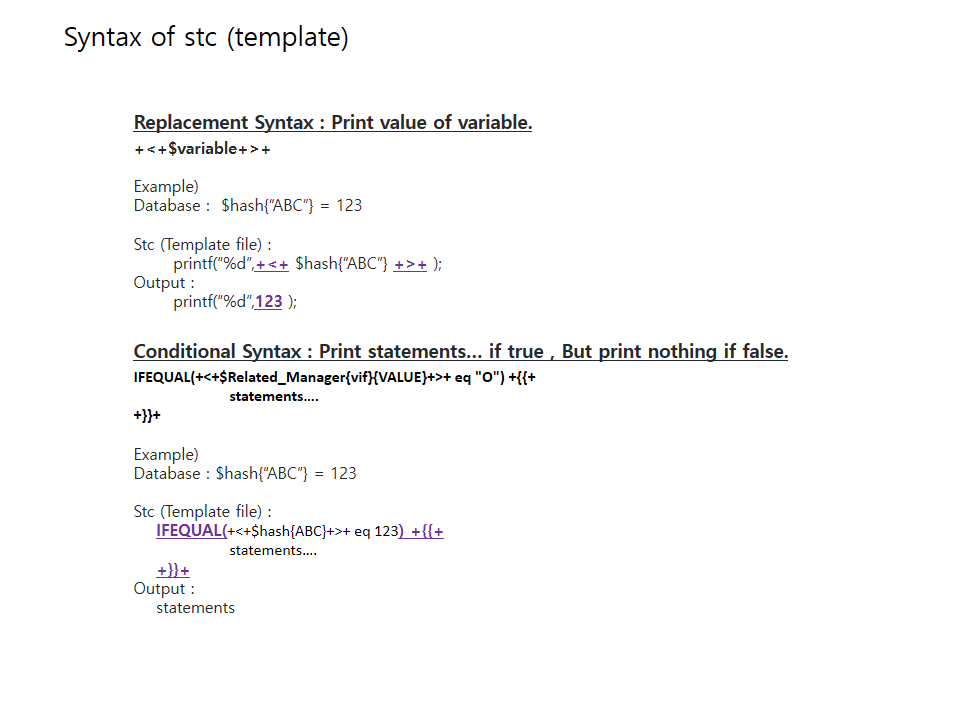 Syntax of stc (template)
Replacement Syntax : Print value of variable.
+<+$variable+>+
Example)
Database :  $hash{“ABC”} = 123
Stc (Template file) :
printf(“%d”,+<+ $hash{“ABC”} +>+ );
Output :
printf(“%d”,123 );
Conditional Syntax : Print statements... if true , But print nothing if false.
IFEQUAL(+<+$Related_Manager{vif}{VALUE}+>+ eq "O") +{{+
statements....
+}}+
Example)
Database : $hash{“ABC”} = 123
Stc (Template file) :
IFEQUAL(+<+$hash{ABC}+>+ eq 123) +{{+
statements....
+}}+
Output :
statements